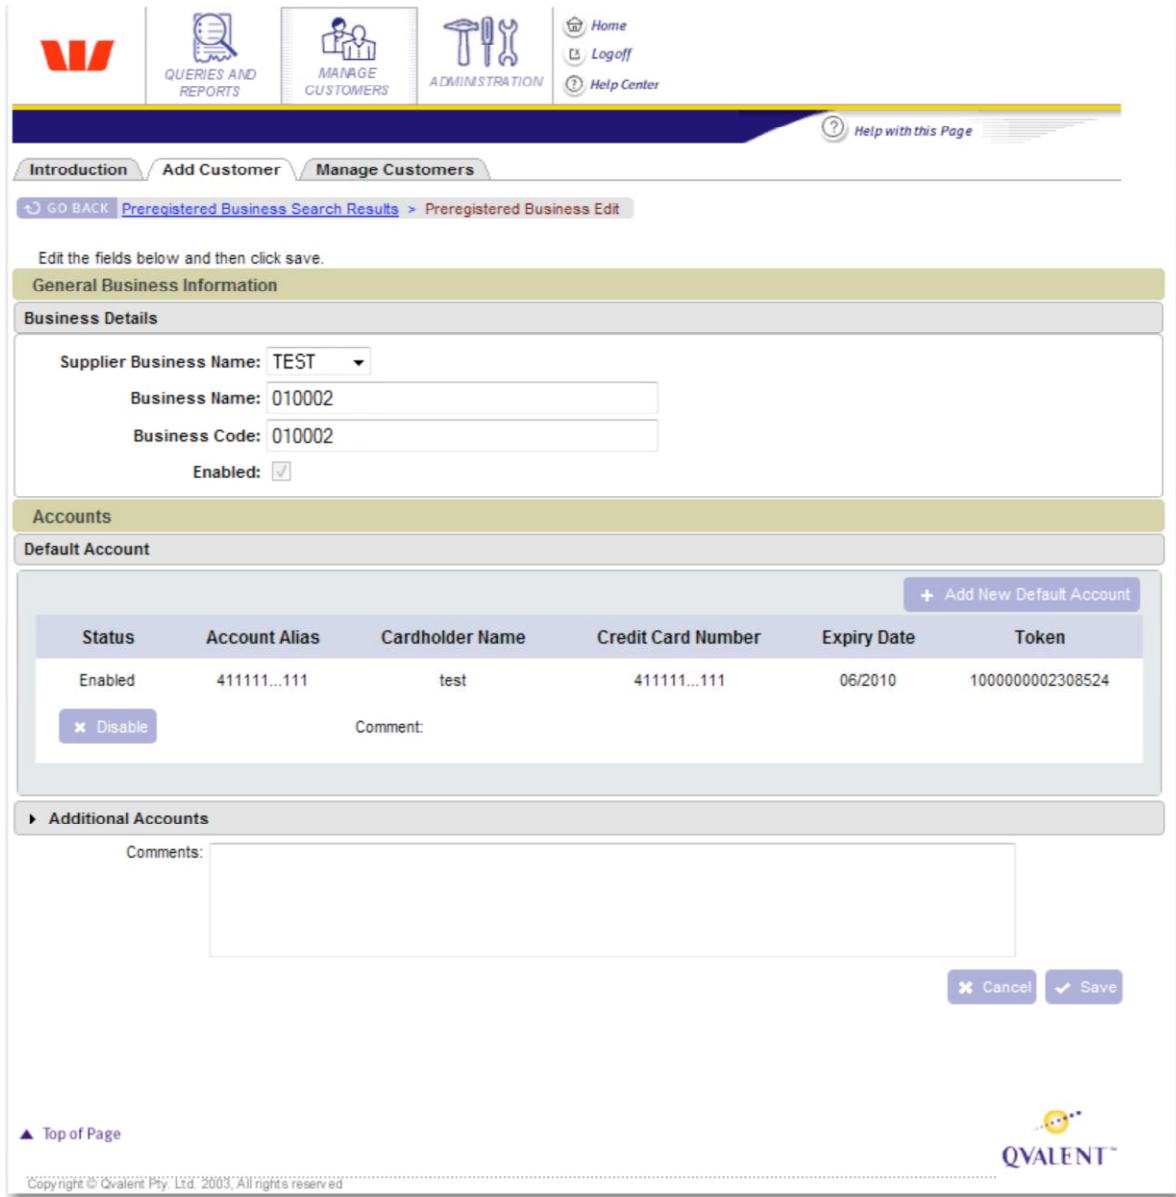 QUERIES AND
REPORTS
MANAGE
CUSTOMERS
ADMINISTRATION
Home
Logoff
Help Center
Help with this Page
Introduction Add Customer Manage Customers
GO BACK Preregistered Business Search Results > Preregistered Business Edit
Edit the fields below and then click save.
General Business Information
Business Details
Supplier Business Name: TEST
Business Name: 010002
Business Code: 010002
Enabled:
Accounts
Default Account
+ Add New Default Account
Status Account Alias Cardholder Name Credit Card Number Expiry Date Token
Enabled 411111...111 test 411111...111 06/2010 1000000002308524
Disable Comment:
Additional Accounts
Comments:
Cancel Save
Top of Page
QVALENT
Copyright © Qvalent Pty. Ltd. 2003, All rights reserved